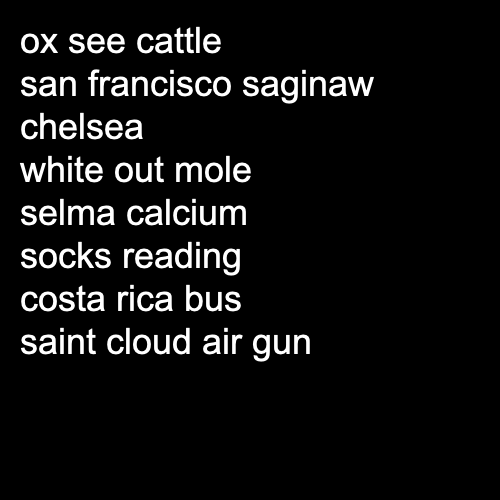 ox see cattle
san francisco saginaw
chelsea
white out mole
selma calcium
socks reading
costa rica bus
saint cloud air gun